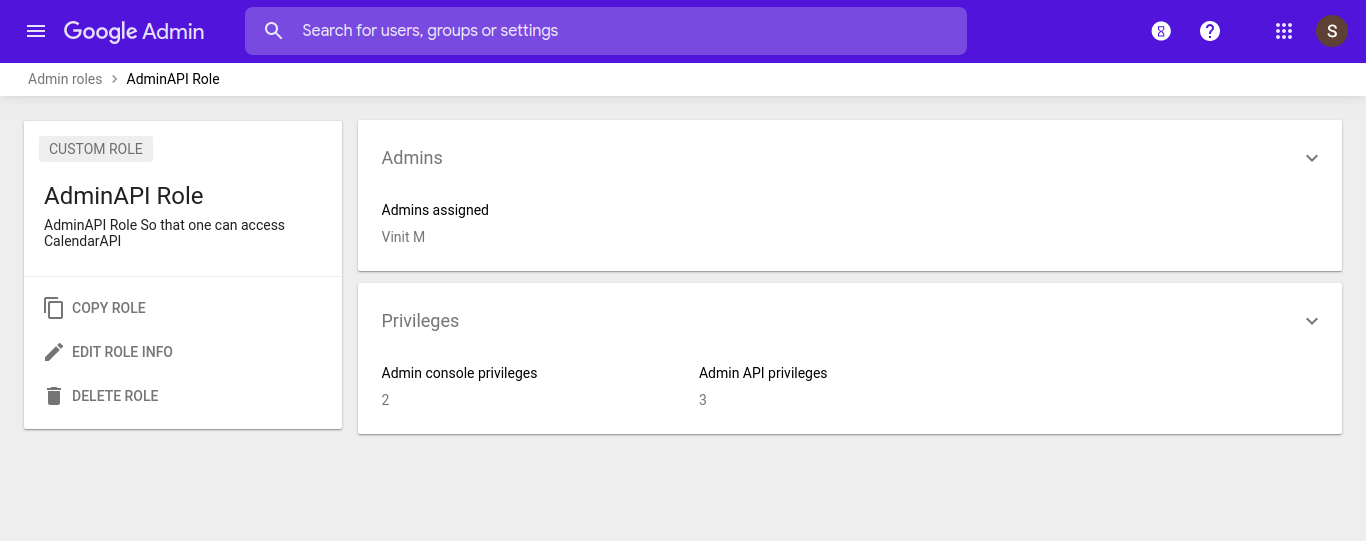 Google Admin
Search for users, groups or settings
S
Admin roles > AdminAPI Role
CUSTOM ROLE
AdminAPI Role
AdminAPI Role So that one can access
CalendarAPI
COPY ROLE
EDIT ROLE INFO
DELETE ROLE
Admins
Admins assigned
Vinit M
Privileges
Admin console privileges
2
Admin API privileges
3